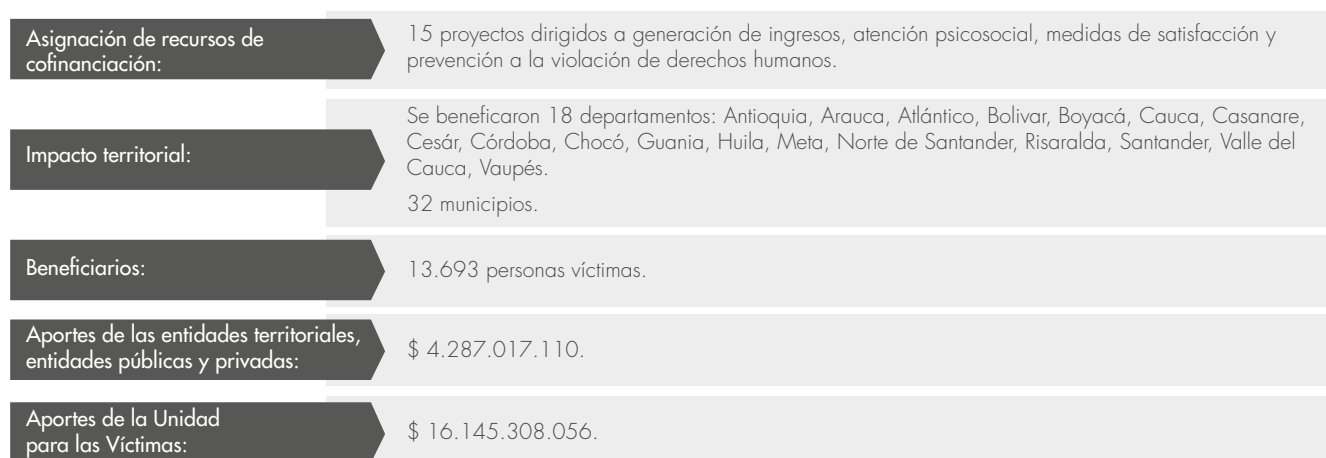 Asignación de recursos de
cofinanciación:
15 proyectos dirigidos a generación de ingresos, atención psicosocial, medidas de satisfacción y
prevención a la violación de derechos humanos.
Impacto territorial:
Se beneficaron 18 departamentos: Antioquia, Arauca, Atlántico, Bolivar, Boyacá, Cauca, Casanare,
Cesár, Córdoba, Chocó, Guania, Huila, Meta, Norte de Santander, Risaralda, Santander, Valle del
Cauca, Vaupés.
32 municipios.
Beneficiarios:
13.693 personas víctimas.
Aportes de las entidades territoriales,
entidades públicas y privadas:
$ 4.287.017.110.
Aportes de la Unidad
para las Víctimas:
$ 16.145.308.056.